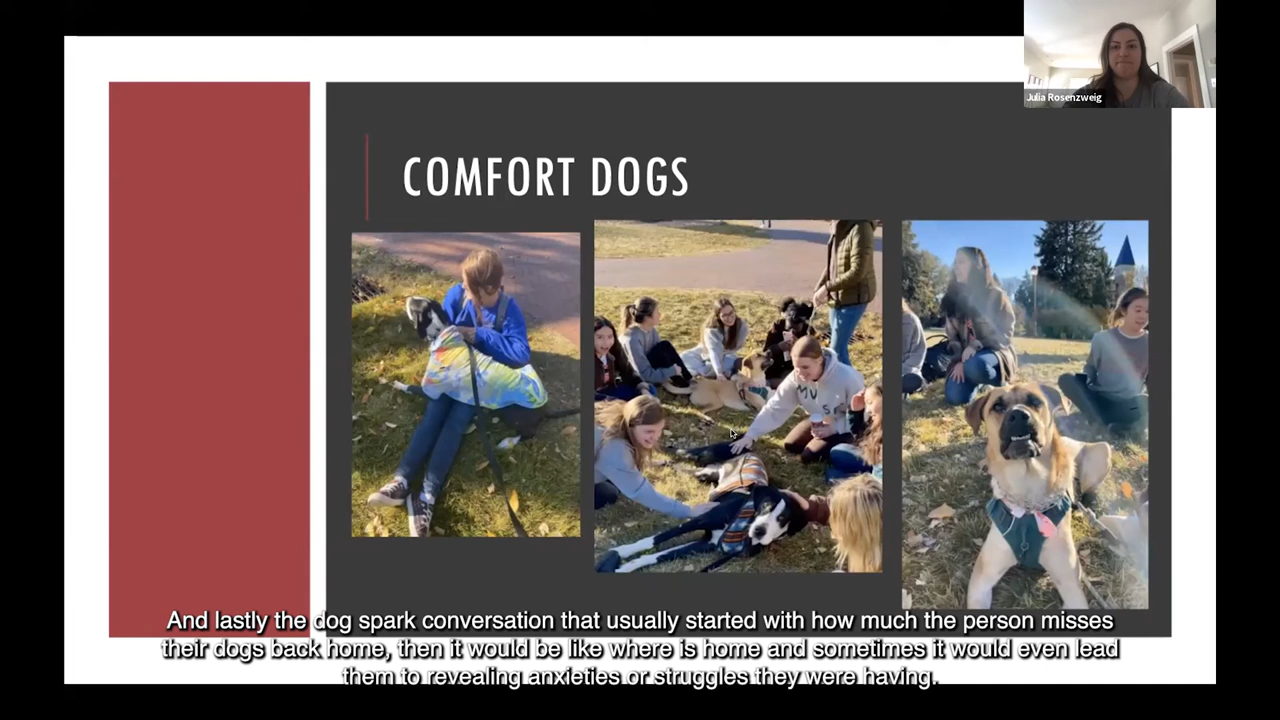 Julia Rosenzweig
COMFORT DOGS
And lastly the dog spark conversation that usually started with how much the person misses
their dogs back home, then it would be like where is home and sometimes it would even lead
them to revealing anxieties or struggles they were having.